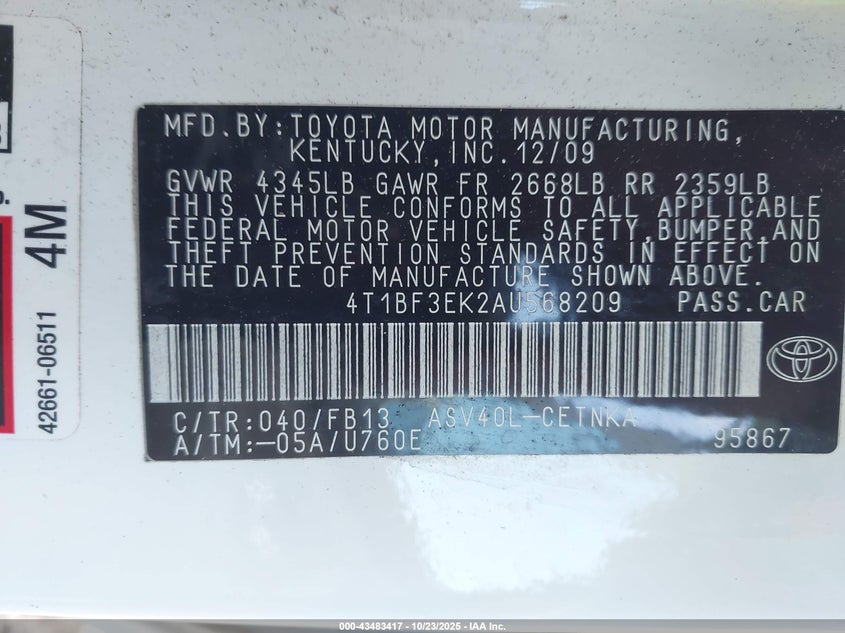 MFD.BY:TOYOTA MOTOR MANUFACTURING,
KENTUCKY,INC.12/09
GVWR 4345LB GAWR FR 2668LB RR 2359LB
THIS VEHICLE CONFORMS TO ALL APPLICABLE
FEDERAL MOTOR VEHICLE SAFETY,BUMPER,AND
THEFT PREVENTION STANDARDS IN EFFECT ON
THE DATE OF MANUFACTURE SHOWN ABOVE.
4T1BF3EK2AU568209 PASS.CAR
C/TR:040/FB13 ASV40L-CETNKA
A/TM:-05A/U760E 95867
42661-06511
4M
000-43483417 - 10/23/2025 - IAA Inc.